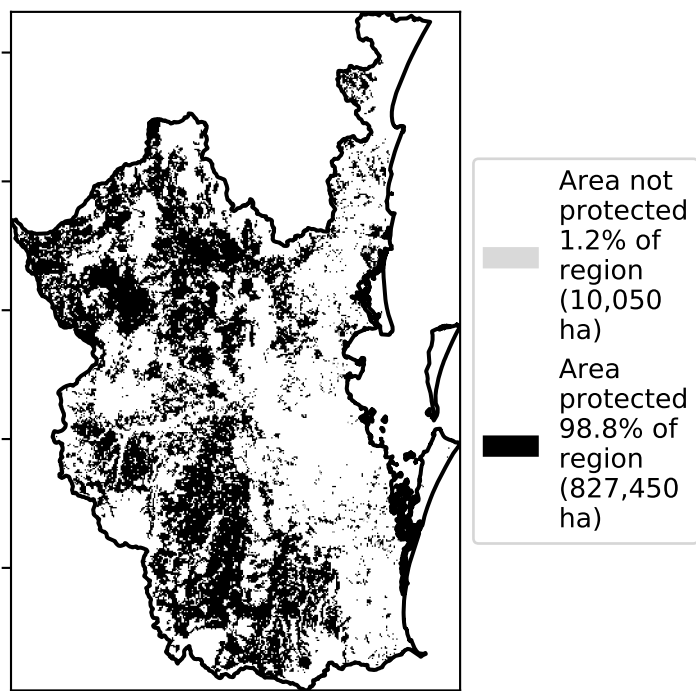 Area not
protected
1.2% of
region
(10,050
ha)
Area
protected
98.8% of
region
(827,450
ha)